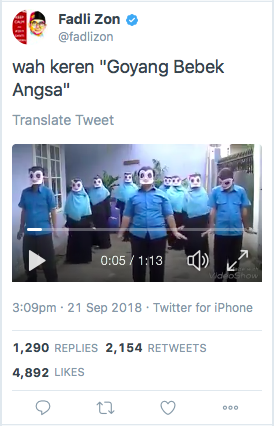 Fadli Zon
@fadlizon
wah keren "Goyang Bebek
Angsa"
Translate Tweet
0:05 / 1:13
VideoShow
3:09pm · 21 Sep 2018 · Twitter for iPhone
1,290 REPLIES 2,154 RETWEETS
4,892 LIKES